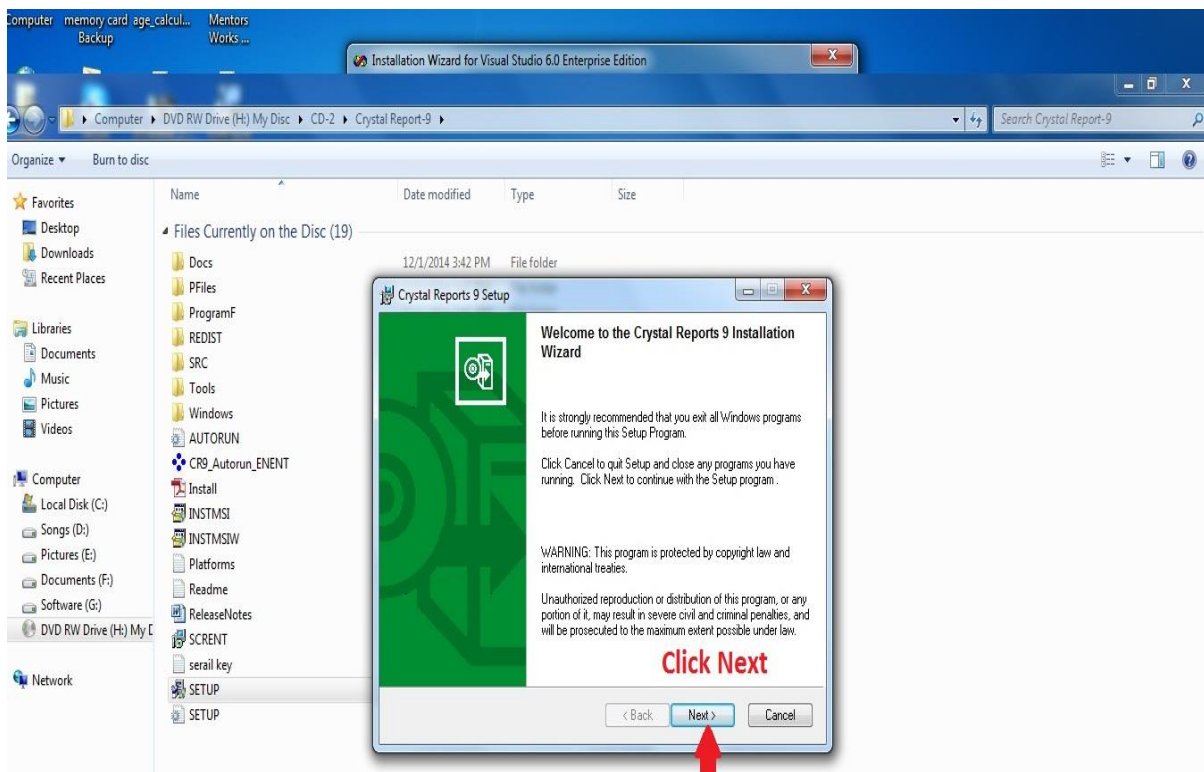 Computer memory card age_calcul... Mentors
Backup Works ...
Installation Wizard for Visual Studio 6.0 Enterprise Edition
Computer DVD RW Drive (H:) My Disc CD-2 Crystal Report-9
Search Crystal Report-9
Organize Burn to disc
Name Date modified Type Size
Favorites
Desktop
Downloads
Recent Places
Libraries
Documents
Music
Pictures
Videos
Computer
Local Disk (C:)
Songs (D:)
Pictures (E:)
Documents (F:)
Software (G:)
DVD RW Drive (H:) My D
Network
Files Currently on the Disc (19)
Docs 12/1/2014 3:42 PM File folder
PFiles
ProgramF
REDIST
SRC
Tools
Windows
AUTORUN
CR9_Autorun_ENENT
Install
INSTMSI
INSTMSIW
Platforms
Readme
ReleaseNotes
SCRENT
serail key
SETUP
SETUP
Crystal Reports 9 Setup
Welcome to the Crystal Reports 9 Installation
Wizard
It is strongly recommended that you exit all Windows programs
before running this Setup Program.
Click Cancel to quit Setup and close any programs you have
running. Click Next to continue with the Setup program .
WARNING: This program is protected by copyright law and
international treaties.
Unauthorized reproduction or distribution of this program, or any
portion of it, may result in severe civil and criminal penalties, and
will be prosecuted to the maximum extent possible under law.
Click Next
< Back Next > Cancel